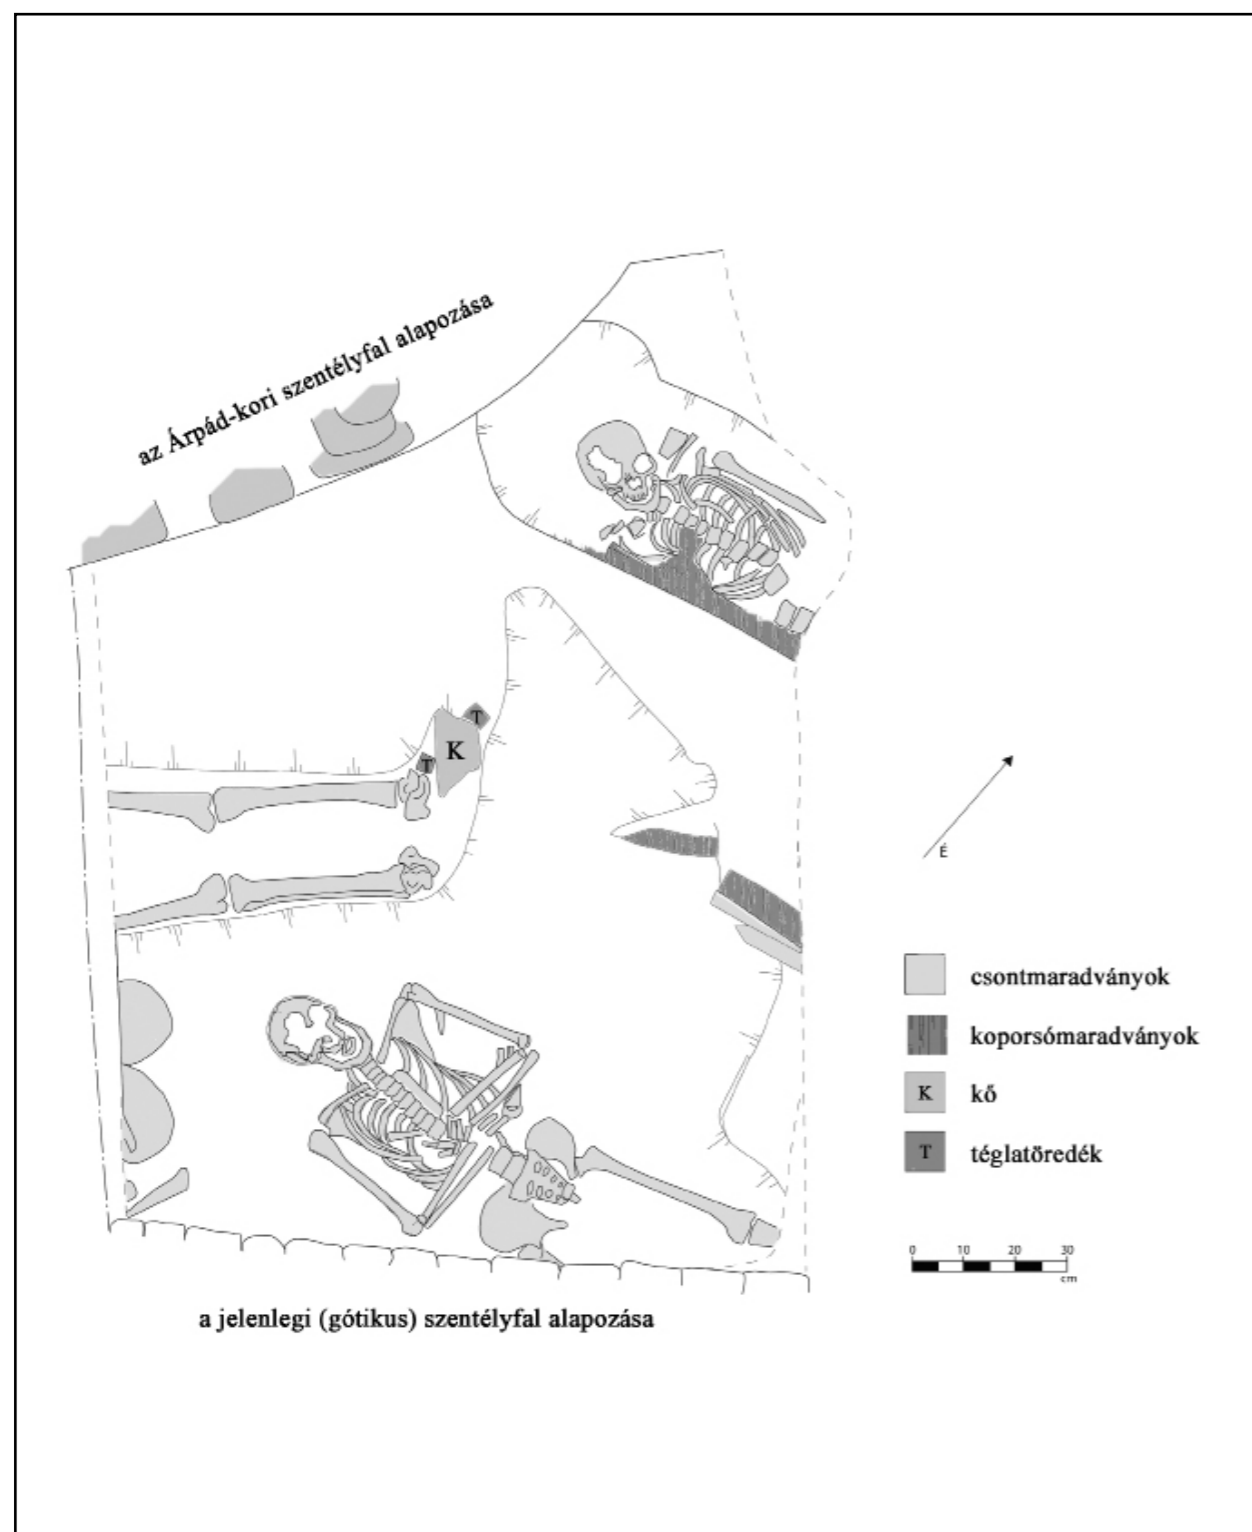 az Árpád-kori szentélyfal alapozása
T
K
T
É
csontmaradványok
koporsómaradványok
K kő
T téglatöredék
0 10 20 30
cm
a jelenlegi (gótikus) szentélyfal alapozása